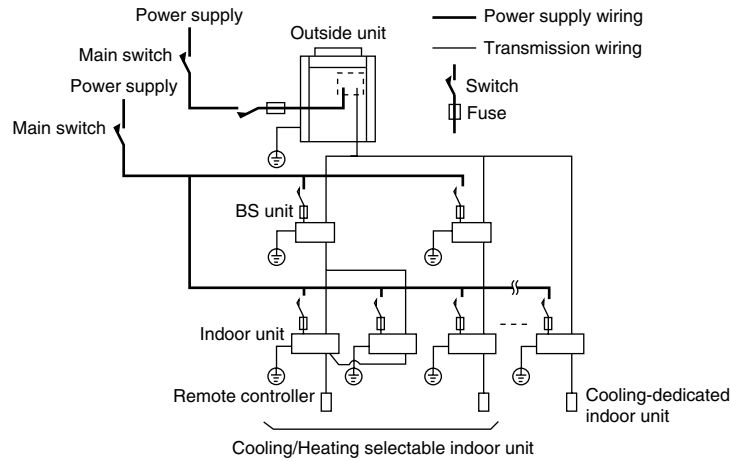 Power supply
Outside unit
Power supply wiring
Main switch
Transmission wiring
Power supply
Switch
Main switch
Fuse
BS unit
Indoor unit
Remote controller
Cooling-dedicated
indoor unit
Cooling/Heating selectable indoor unit